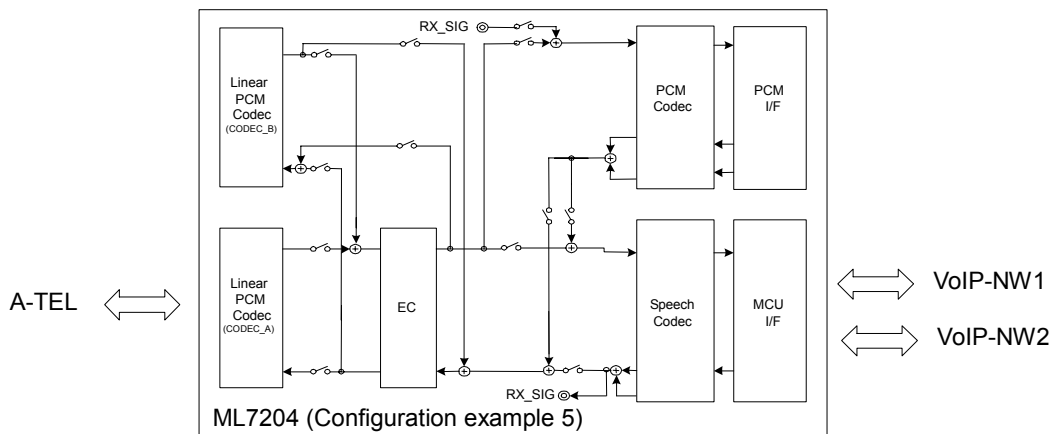 RX_SIG
Linear
PCM
Codec
(CODEC_B)
PCM
Codec
PCM
I/F
A-TEL
Linear
PCM
Codec
(CODEC_A)
EC
Speech
Codec
MCU
I/F
VoIP-NW1
VoIP-NW2
RX_SIG
ML7204 (Configuration example 5)